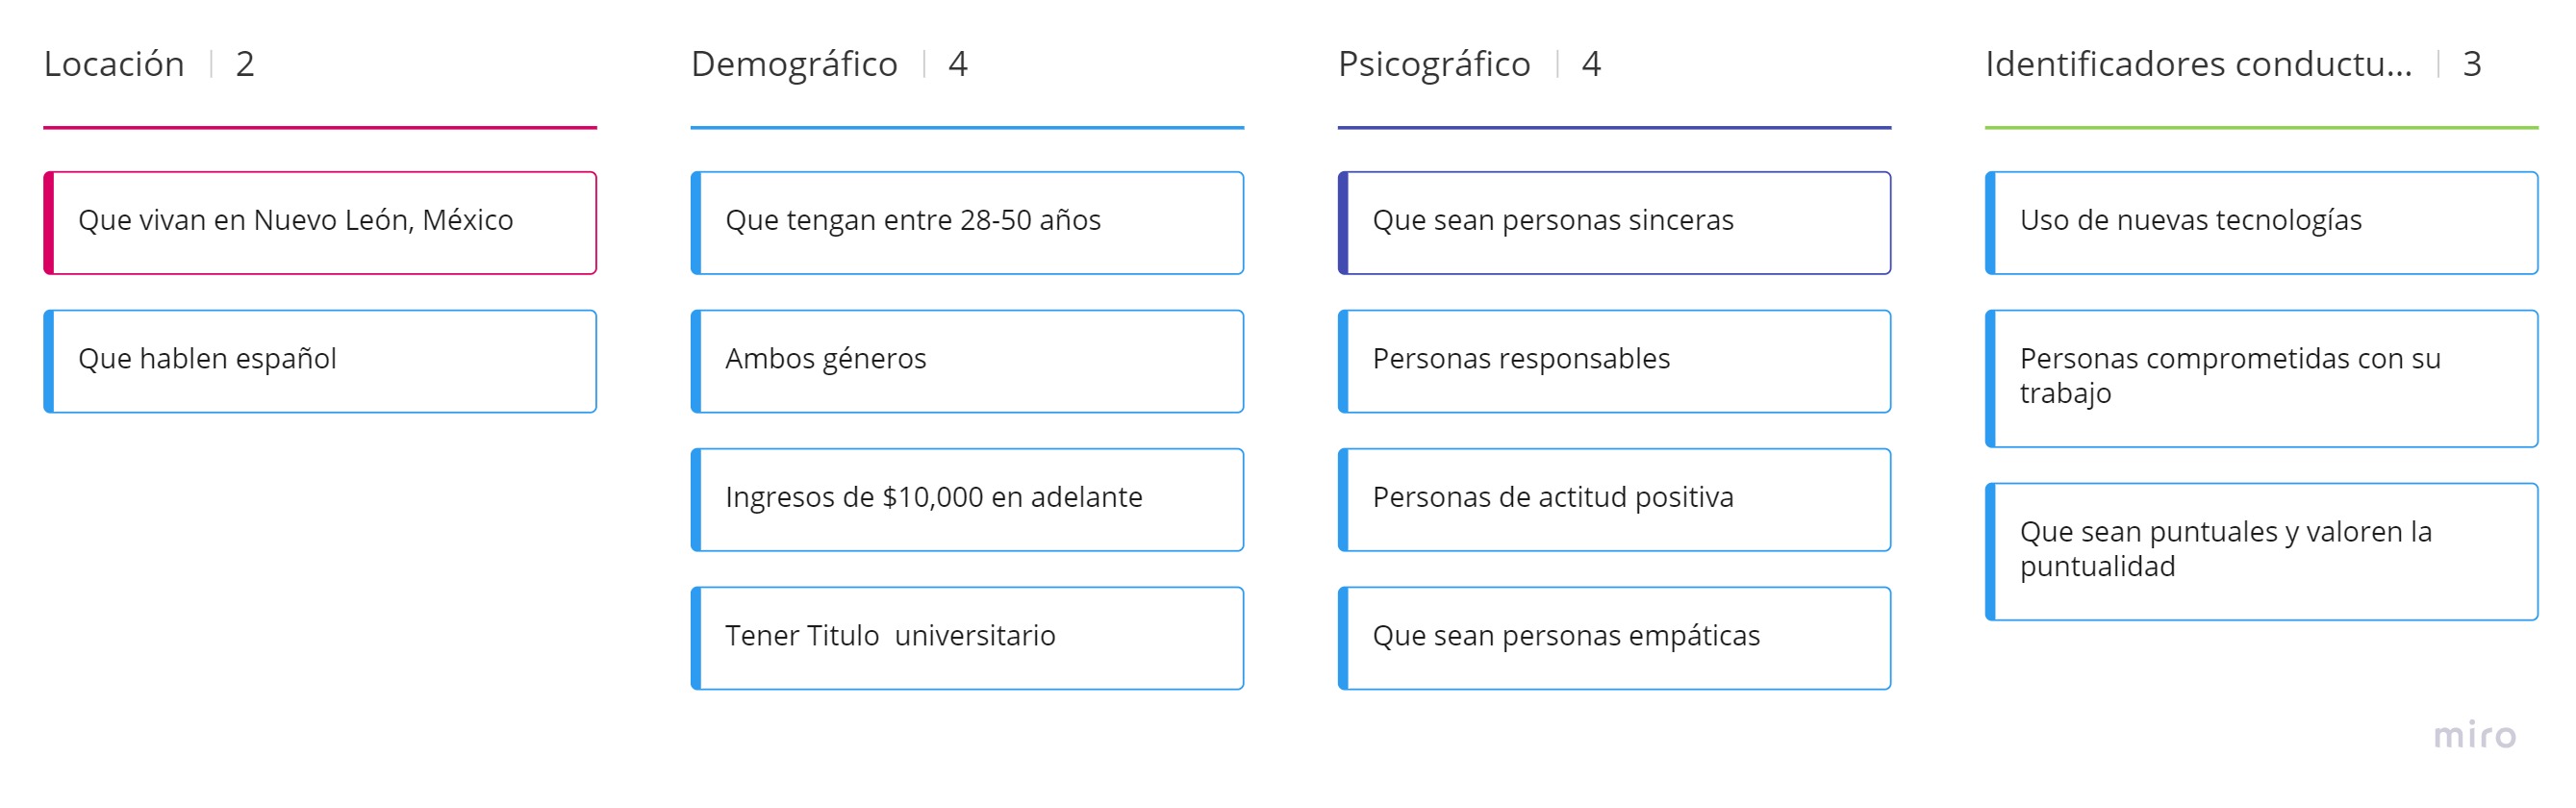 Locación | 2
Que vivan en Nuevo León, México
Que hablen español
Demográfico | 4
Que tengan entre 28-50 años
Ambos géneros
Ingresos de $10,000 en adelante
Tener Titulo  universitario
Psicográfico | 4
Que sean personas sinceras
Personas responsables
Personas de actitud positiva
Que sean personas empáticas
Identificadores conductu... | 3
Uso de nuevas tecnologías
Personas comprometidas con su
trabajo
Que sean puntuales y valoren la
puntualidad
miro